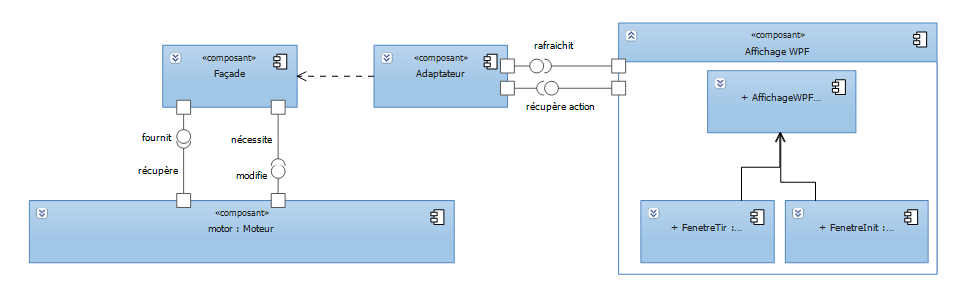 «composant»
Façade
«composant»
Adaptateur
rafraichit
récupère action
«composant»
Affichage WPF
+ AffichageWPF...
fournit
récupère
nécessite
modifie
«composant»
motor : Moteur
+ FenetreTir :...
+ FenetreInit :...